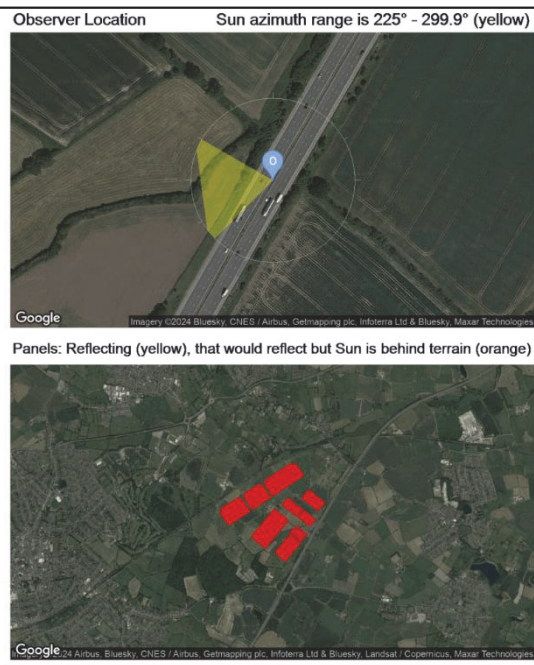 Observer Location Sun azimuth range is 225° - 299.9° (yellow)
O
Google
Imagery ©2024 Bluesky, CNES / Airbus, Getmapping plc, Infoterra Ltd & Bluesky, Maxar Technologies
Panels: Reflecting (yellow), that would reflect but Sun is behind terrain (orange)
Google
2024 Airbus, Bluesky, CNES / Airbus, Getmapping plc, Infoterra Ltd & Bluesky, Landsat / Copernicus, Maxar Technologies